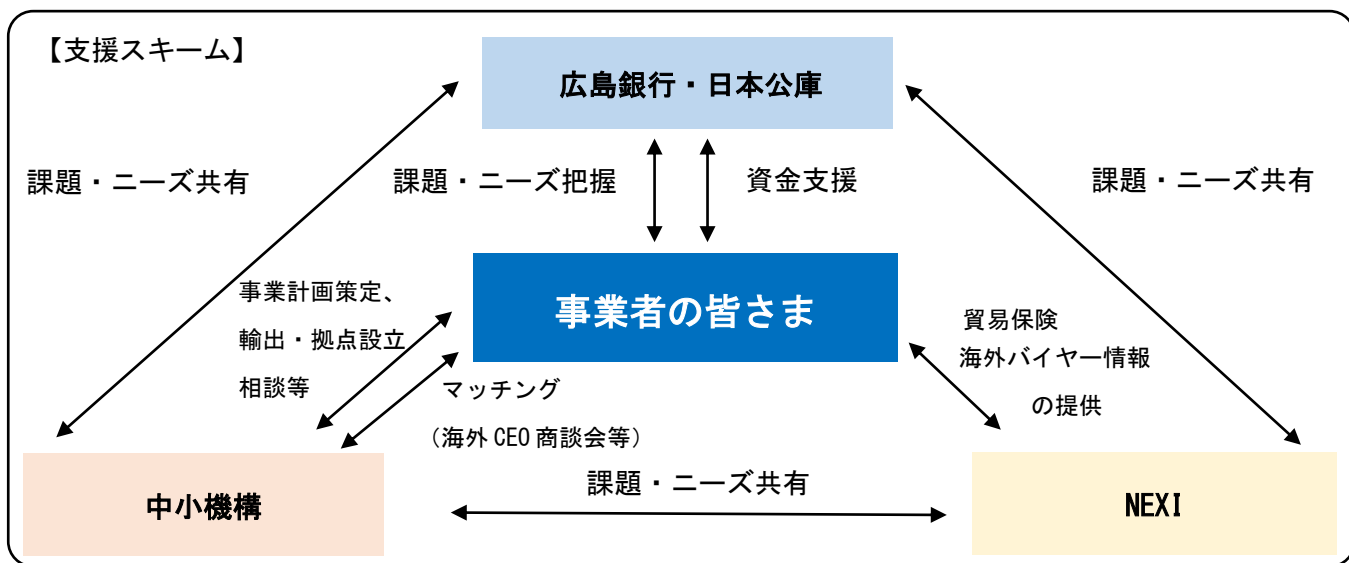 【支援スキーム】
広島銀行・日本公庫
課題・ニーズ共有
課題・ニーズ把握
資金支援
課題・ニーズ共有
事業者の皆さま
事業計画策定、
輸出・拠点設立
相談等
マッチング
（海外 CEO 商談会等）
貿易保険
海外バイヤー情報
の提供
中小機構
課題・ニーズ共有
NEXI